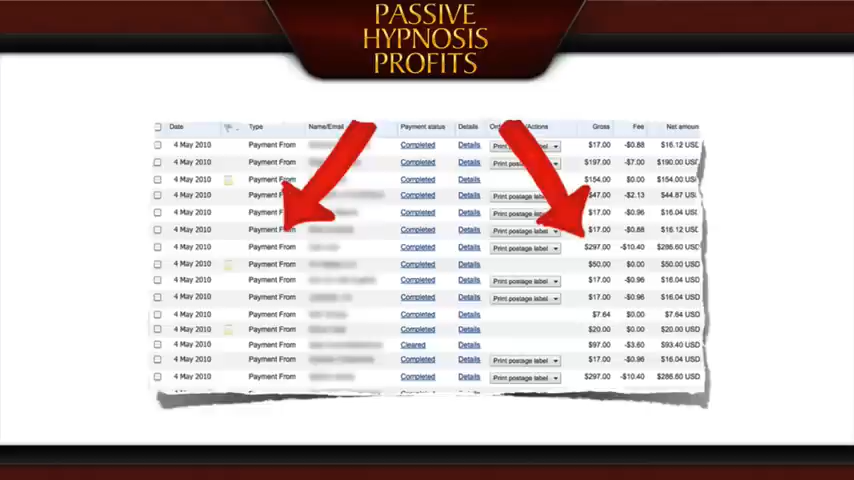 PASSIVE
HYPNOSIS
PROFITS
Date Type Name/Email Payment status Details Actions Gross Fee Net amoun
4 May 2010 Payment From Completed Details Print postage label $17.00 -$0.88 $16.12 USD
4 May 2010 Payment From Completed Details Print postage label $197.00 -$7.00 $190.00 USD
4 May 2010 Payment From Completed Details $154.00 $0.00 $154.00 USD
4 May 2010 Payment Completed Details Print postage label $47.00 -$2.13 $44.87 USD
4 May 2010 Payment Completed Details Print postage $17.00 -$0.96 $16.04 USD
4 May 2010 Payment From Completed Details Print postage label $17.00 -$0.88 $16.12 USD
4 May 2010 Payment From Completed Details Print postage label $297.00 -$10.40 $286.60 USD
4 May 2010 Payment From Completed Details $50.00 $0.00 $50.00 USD
4 May 2010 Payment From Completed Details Print postage label $17.00 -$0.96 $16.04 USD
4 May 2010 Payment From Completed Details Print postage label $17.00 -$0.96 $16.04 USD
4 May 2010 Payment From Completed Details $7.64 $0.00 $7.64 USD
4 May 2010 Payment From Completed Details $20.00 $0.00 $20.00 USD
4 May 2010 Payment From Cleared Details $97.00 -$3.60 $93.40 USD
4 May 2010 Payment From Completed Details Print postage label $17.00 -$0.96 $16.04 USD
4 May 2010 Payment From Completed Details Print postage label $297.00 -$10.40 $286.60 USD